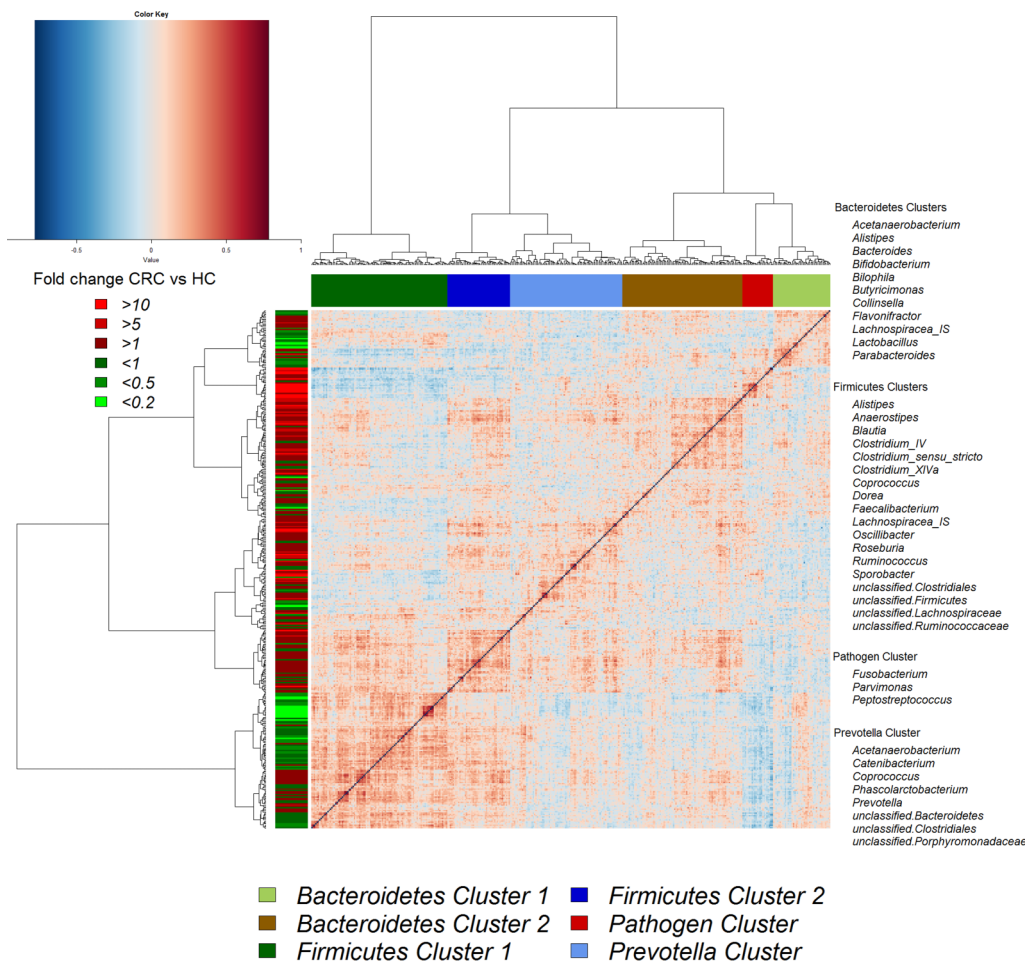 Color Key
-0.5
0
0.5
1
Value
Fold change CRC vs HC
>10
>5
>1
<1
<0.5
<0.2
Bacteroidetes Clusters
Acetanaerobacterium
Alistipes
Bacteroides
Bifidobacterium
Bilophila
Butyricimonas
Collinsella
Flavonifractor
Lachnospiracea_IS
Lactobacillus
Parabacteroides
Firmicutes Clusters
Alistipes
Anaerostipes
Blautia
Clostridium_IV
Clostridium_sensu_stricto
Clostridium_XIVa
Coprococcus
Dorea
Faecalibacterium
Lachnospiracea_IS
Oscillibacter
Roseburia
Ruminococcus
Sporobacter
unclassified.Clostridiales
unclassified.Firmicutes
unclassified.Lachnospiraceae
unclassified.Ruminococcaceae
Pathogen Cluster
Fusobacterium
Parvimonas
Peptostreptococcus
Prevotella Cluster
Acetanaerobacterium
Catenibacterium
Coprococcus
Phascolarctobacterium
Prevotella
unclassified.Bacteroidetes
unclassified.Clostridiales
unclassified.Porphyromonadaceae
Bacteroidetes Cluster 1
Bacteroidetes Cluster 2
Firmicutes Cluster 1
Firmicutes Cluster 2
Pathogen Cluster
Prevotella Cluster